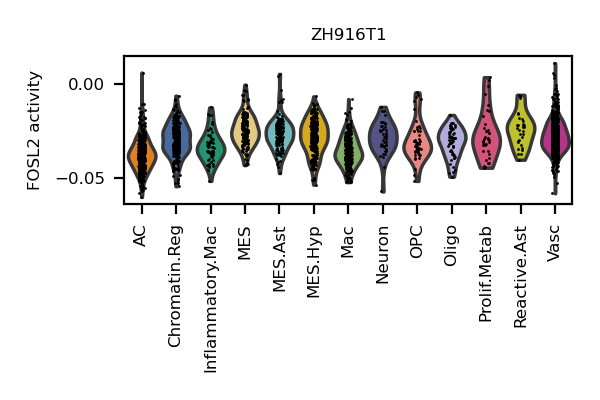 ZH916T1
FOSL2 activity
0.00
−0.05
AC
Chromatin.Reg
Inflammatory.Mac
MES
MES.Ast
MES.Hyp
Mac
Neuron
OPC
Oligo
Prolif.Metab
Reactive.Ast
Vasc